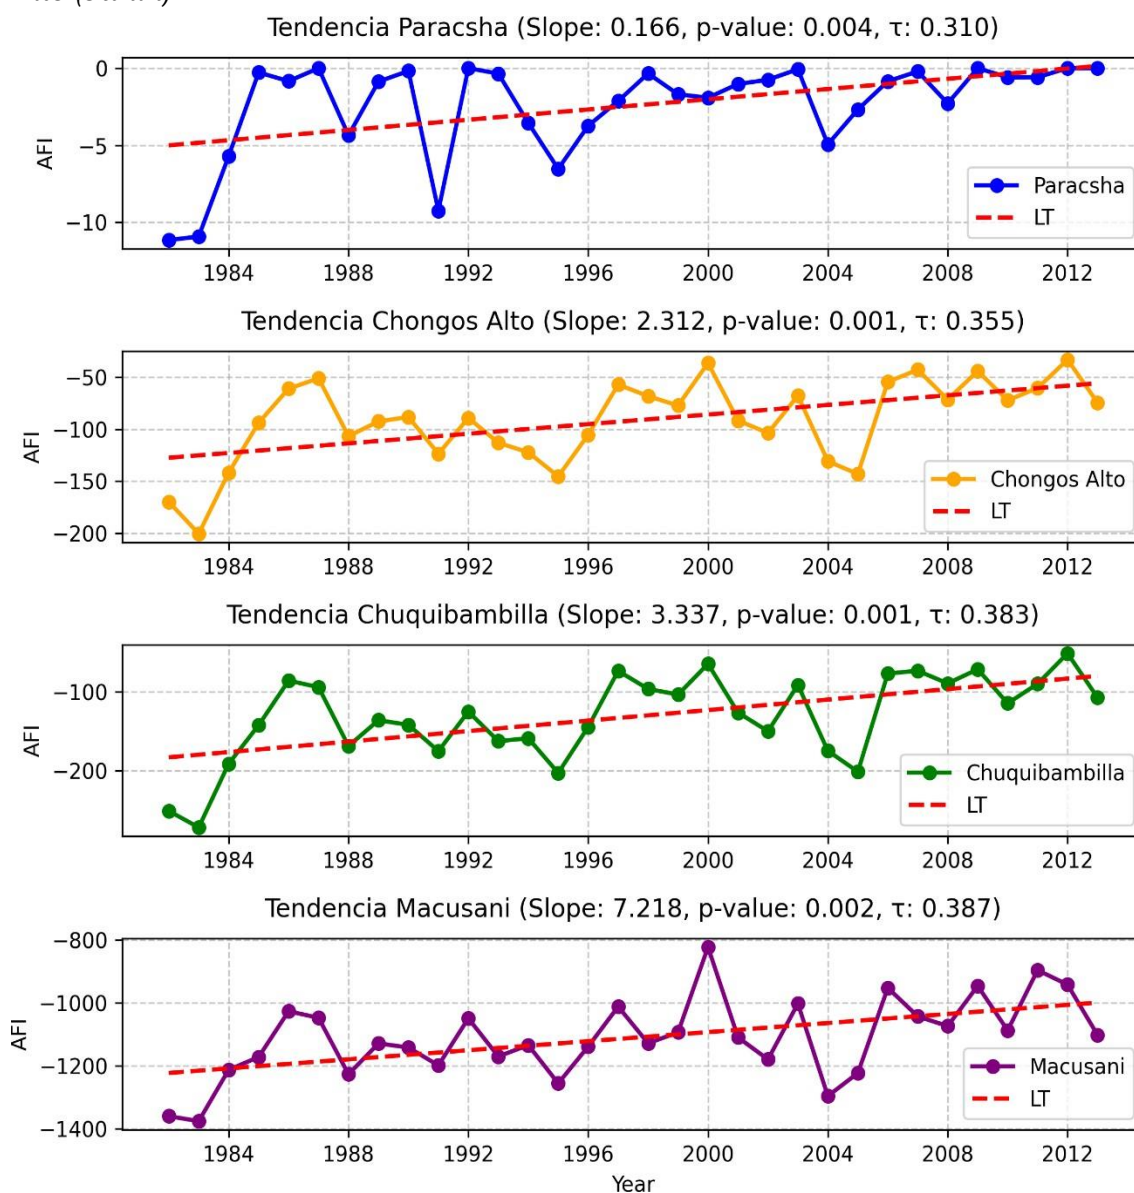 Tendencia Paracsha (Slope: 0.166, p-value: 0.004, τ: 0.310)
0
−5
−10
AFI
Paracsha
LT
1984 1988 1992 1996 2000 2004 2008 2012
Tendencia Chongos Alto (Slope: 2.312, p-value: 0.001, τ: 0.355)
−50
−100
−150
−200
AFI
Chongos Alto
LT
1984 1988 1992 1996 2000 2004 2008 2012
Tendencia Chuquibambilla (Slope: 3.337, p-value: 0.001, τ: 0.383)
−100
−200
AFI
Chuquibambilla
LT
1984 1988 1992 1996 2000 2004 2008 2012
Tendencia Macusani (Slope: 7.218, p-value: 0.002, τ: 0.387)
−800
−1000
−1200
−1400
AFI
Macusani
LT
1984 1988 1992 1996 2000 2004 2008 2012
Year